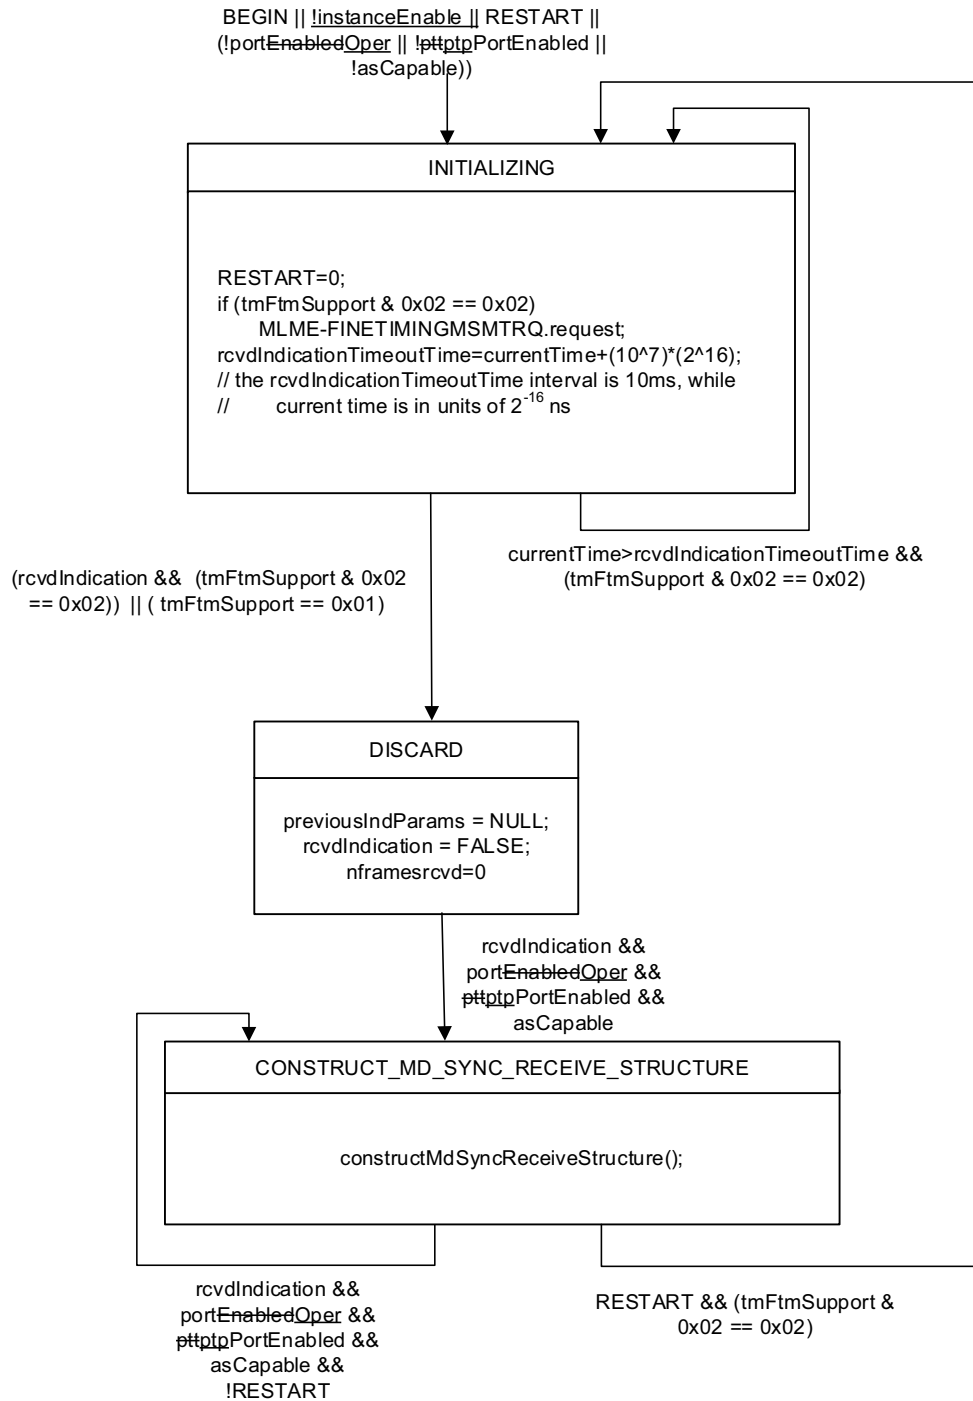 BEGIN || !instanceEnable || RESTART ||
(!portEnabledOper || !pttptpPortEnabled ||
!asCapable))
INITIALIZING
RESTART=0;
if (tmFtmSupport & 0x02 == 0x02)
MLME-FINETIMINGMSMTRQ.request;
rcvdIndicationTimeoutTime=currentTime+(10^7)*(2^16);
// the rcvdIndicationTimeoutTime interval is 10ms, while
// current time is in units of 2^-16 ns
currentTime>rcvdIndicationTimeoutTime &&
(tmFtmSupport & 0x02 == 0x02)
(rcvdIndication && (tmFtmSupport & 0x02
== 0x02)) || ( tmFtmSupport == 0x01)
DISCARD
previousIndParams = NULL;
rcvdIndication = FALSE;
nframesrcvd=0
rcvdIndication &&
portEnabledOper &&
pttptpPortEnabled &&
asCapable
CONSTRUCT_MD_SYNC_RECEIVE_STRUCTURE
constructMdSyncReceiveStructure();
rcvdIndication &&
portEnabledOper &&
pttptpPortEnabled &&
asCapable &&
!RESTART
RESTART && (tmFtmSupport &
0x02 == 0x02)